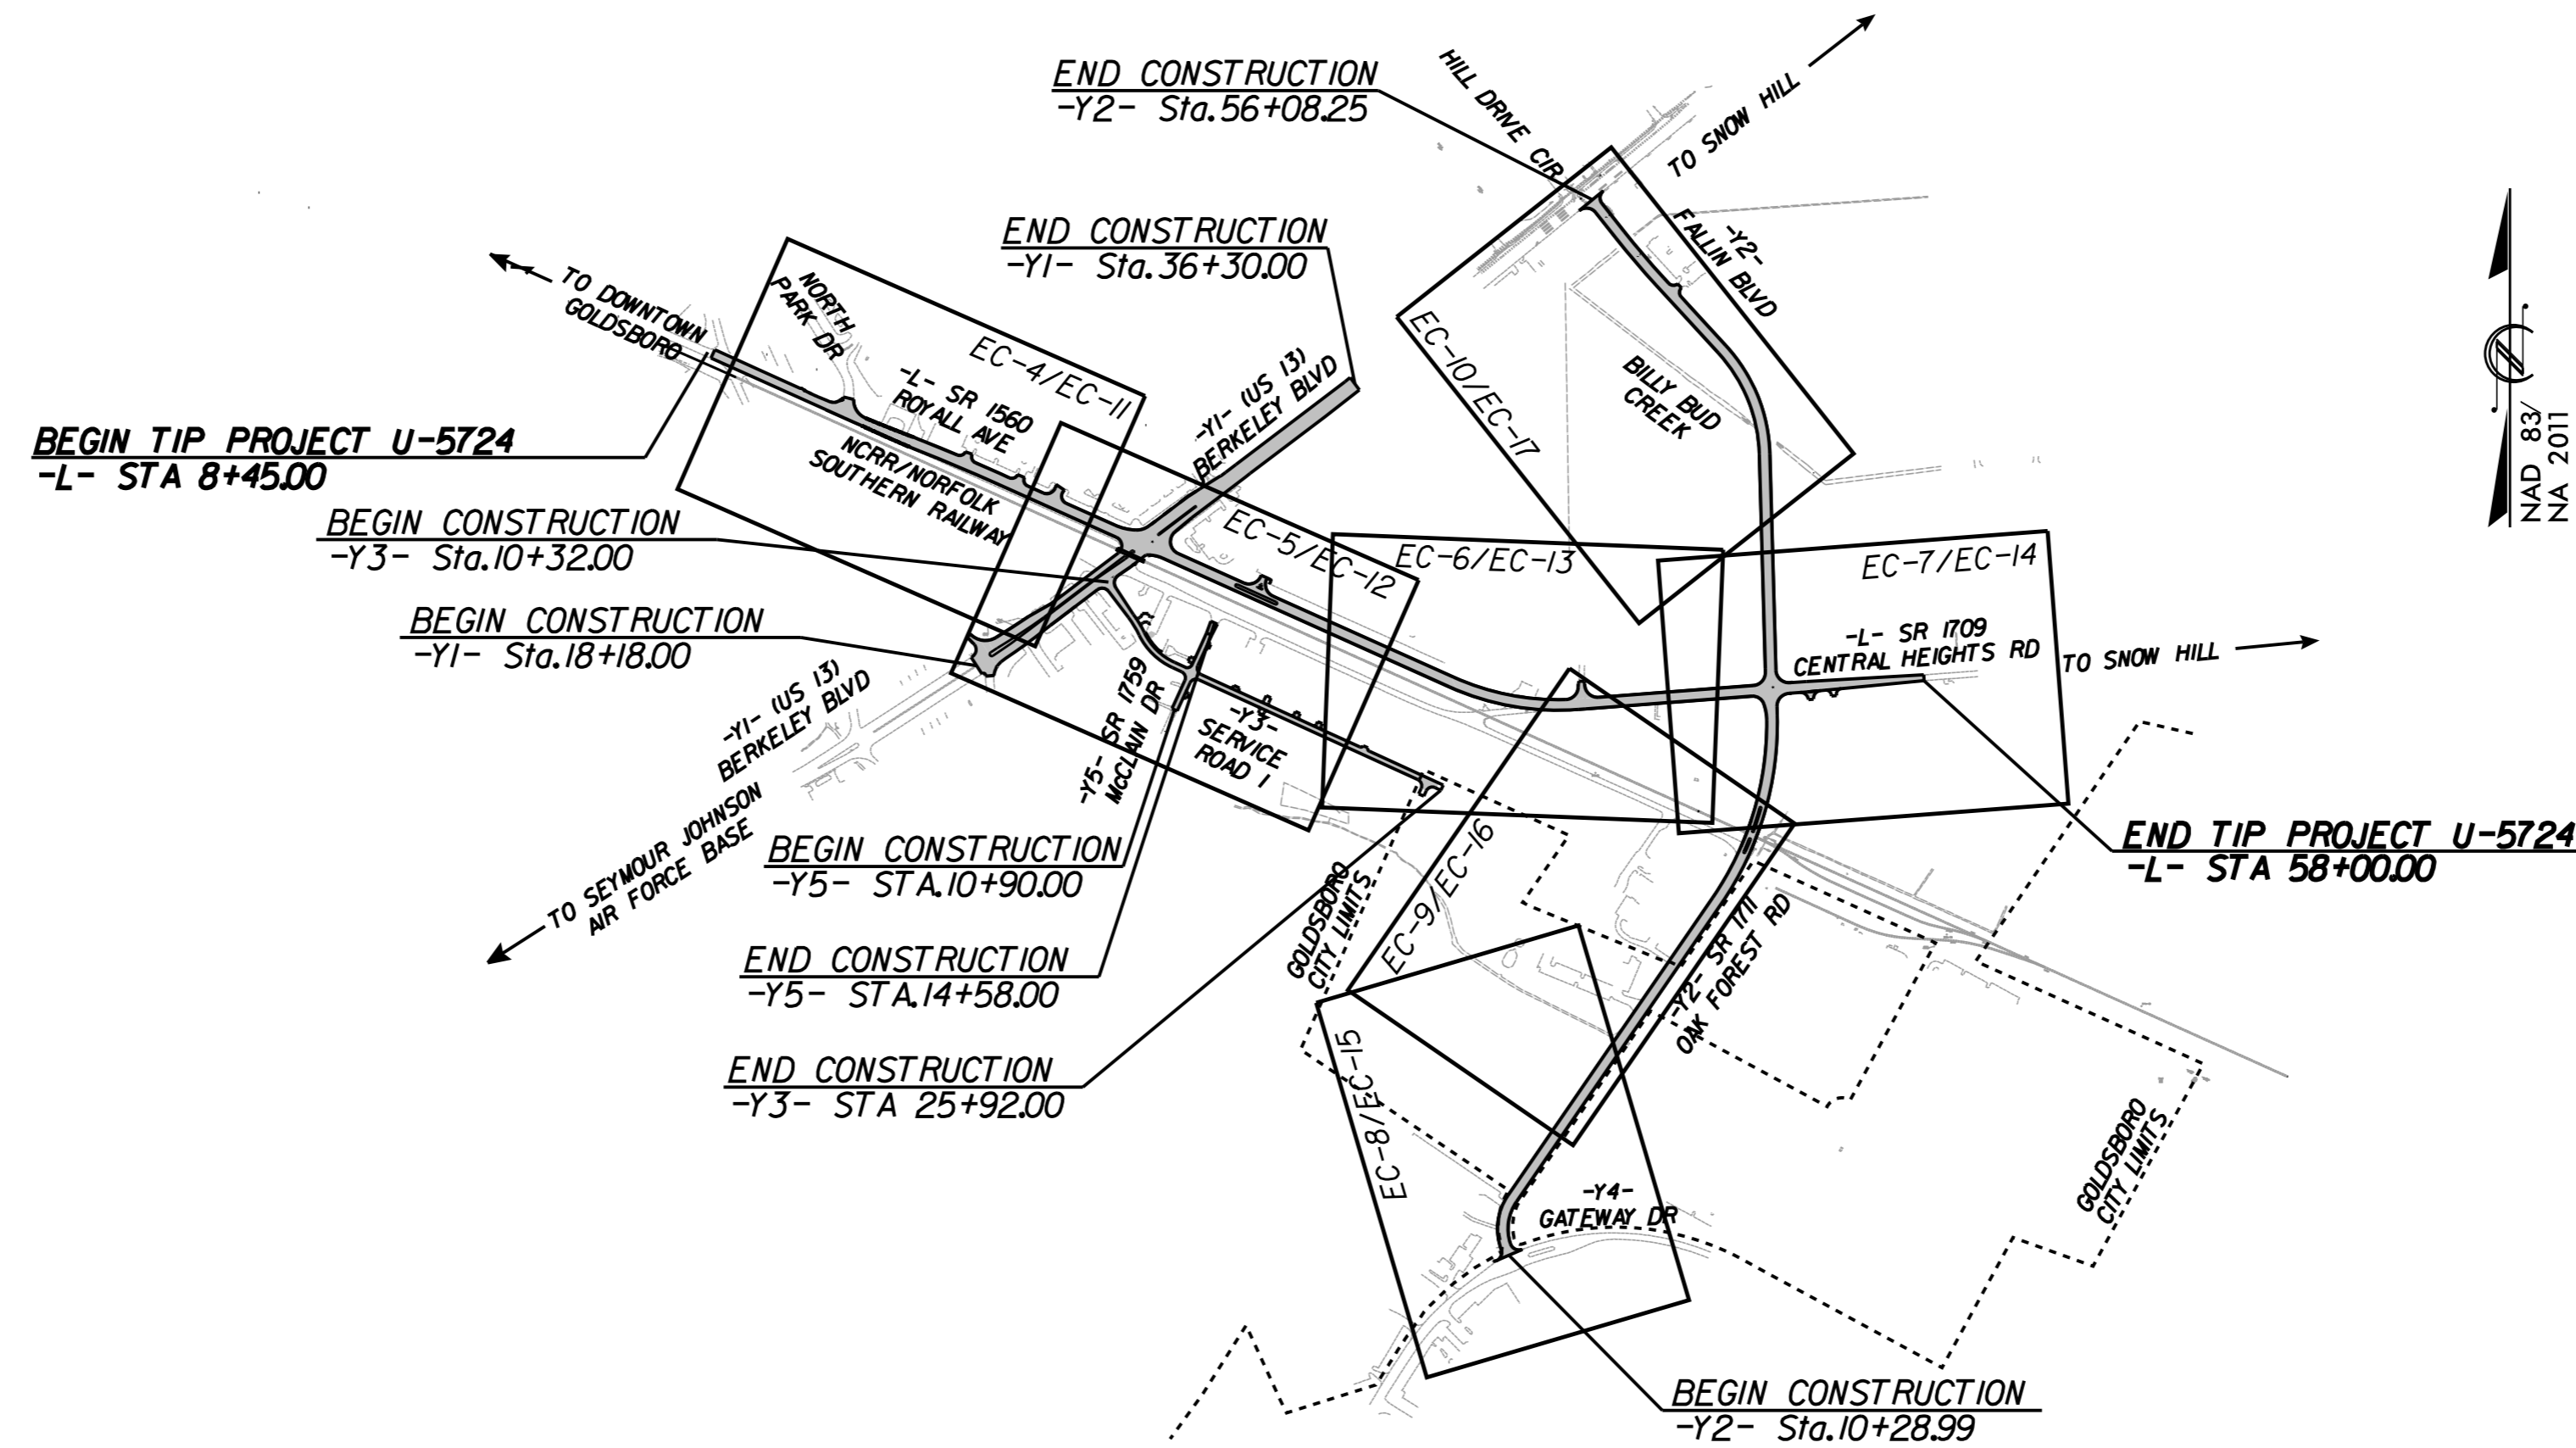 END CONSTRUCTION
-Y2- Sta.56+08.25
HILL DRIVE CIR
TO SNOW HILL
END CONSTRUCTION
-Y1- Sta.36+30.00
-Y2-
FALLIN BLVD
TO DOWNTOWN
GOLDSBORO
NORTH
PARK DR
EC-4/EC-11
-L- SR 1560
ROYALL AVE
-Y1- (US 13)
BERKELEY BLVD
EC-10/EC-17
BILLY BUD
CREEK
NAD 83/
NA 2011
BEGIN TIP PROJECT U-5724
-L- STA 8+45.00
NCRR/NORFOLK
SOUTHERN RAILWAY
BEGIN CONSTRUCTION
-Y3- Sta.10+32.00
EC-5/EC-12
EC-6/EC-13
EC-7/EC-14
BEGIN CONSTRUCTION
-Y1- Sta.18+18.00
-L- SR 1709
CENTRAL HEIGHTS RD
TO SNOW HILL
-Y1- (US 13)
BERKELEY BLVD
-Y5- SR 1759
McCLAIN DR
-Y3-
SERVICE
ROAD 1
TO SEYMOUR JOHNSON
AIR FORCE BASE
BEGIN CONSTRUCTION
-Y5- STA.10+90.00
GOLDSBORO
CITY LIMITS
EC-9/EC-16
END TIP PROJECT U-5724
-L- STA 58+00.00
END CONSTRUCTION
-Y5- STA.14+58.00
-Y2- SR 1711
OAK FOREST RD
END CONSTRUCTION
-Y3- STA 25+92.00
EC-8/EC-15
-Y4-
GATEWAY DR
GOLDSBORO
CITY LIMITS
BEGIN CONSTRUCTION
-Y2- Sta.10+28.99